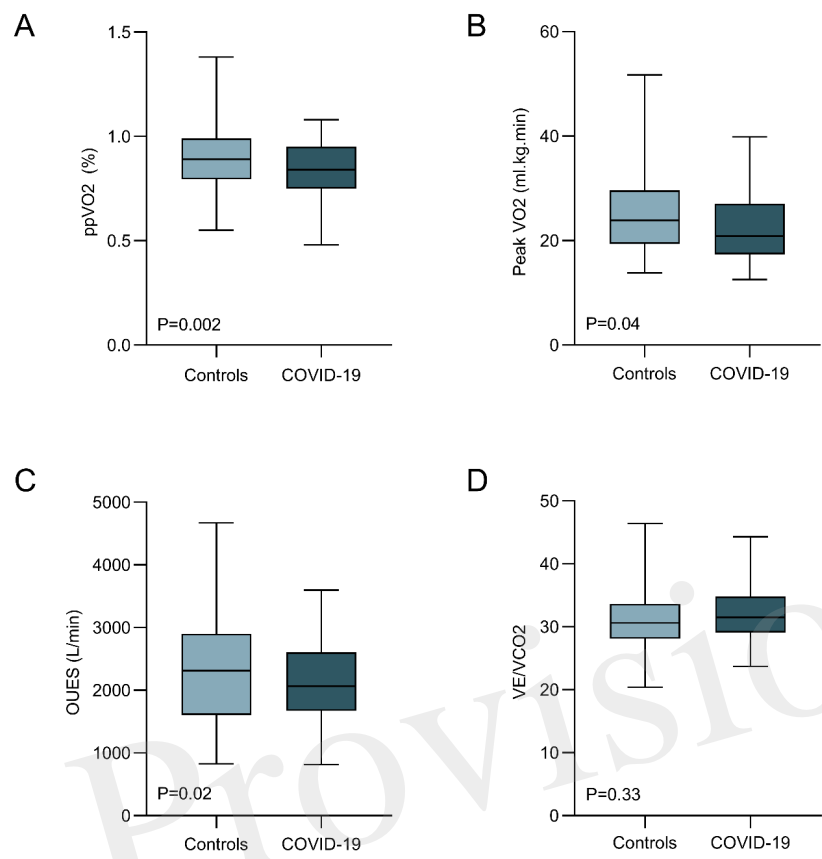 A
1.5
1.0
0.5
0.0
ppVO2 (%)
P=0.002
Controls
COVID-19
B
60
40
20
0
Peak VO2 (ml.kg.min)
P=0.04
Controls
COVID-19
C
5000
4000
3000
2000
1000
0
OUES (L/min)
P=0.02
Controls
COVID-19
D
50
40
30
20
10
0
VE/VCO2
P=0.33
Controls
COVID-19
Provisio